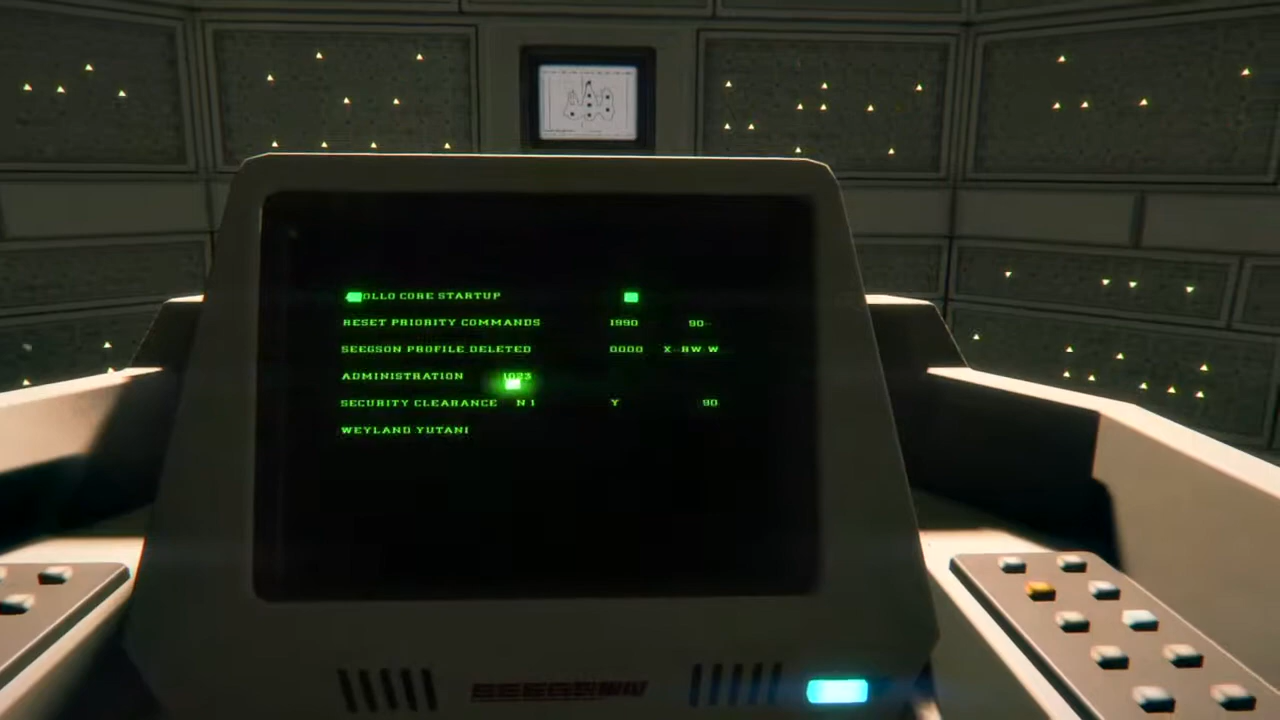 OLLO CORE STARTUP
RESET PRIORITY COMMANDS 1990 90--
SEEGSON PROFILE DELETED 0000 X RW W
ADMINISTRATION 1023
SECURITY CLEARANCE N 1 Y 90
WEYLAND YUTANI
SEEGSON